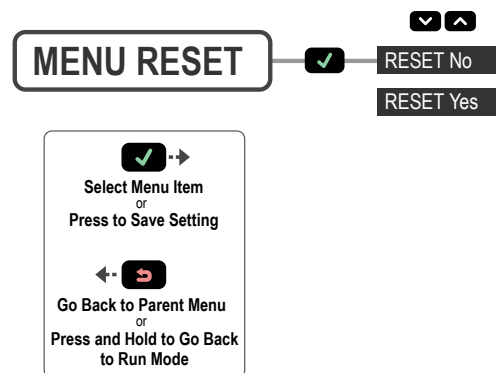 MENU RESET
RESET No
RESET Yes
Select Menu Item
or
Press to Save Setting
Go Back to Parent Menu
or
Press and Hold to Go Back
to Run Mode